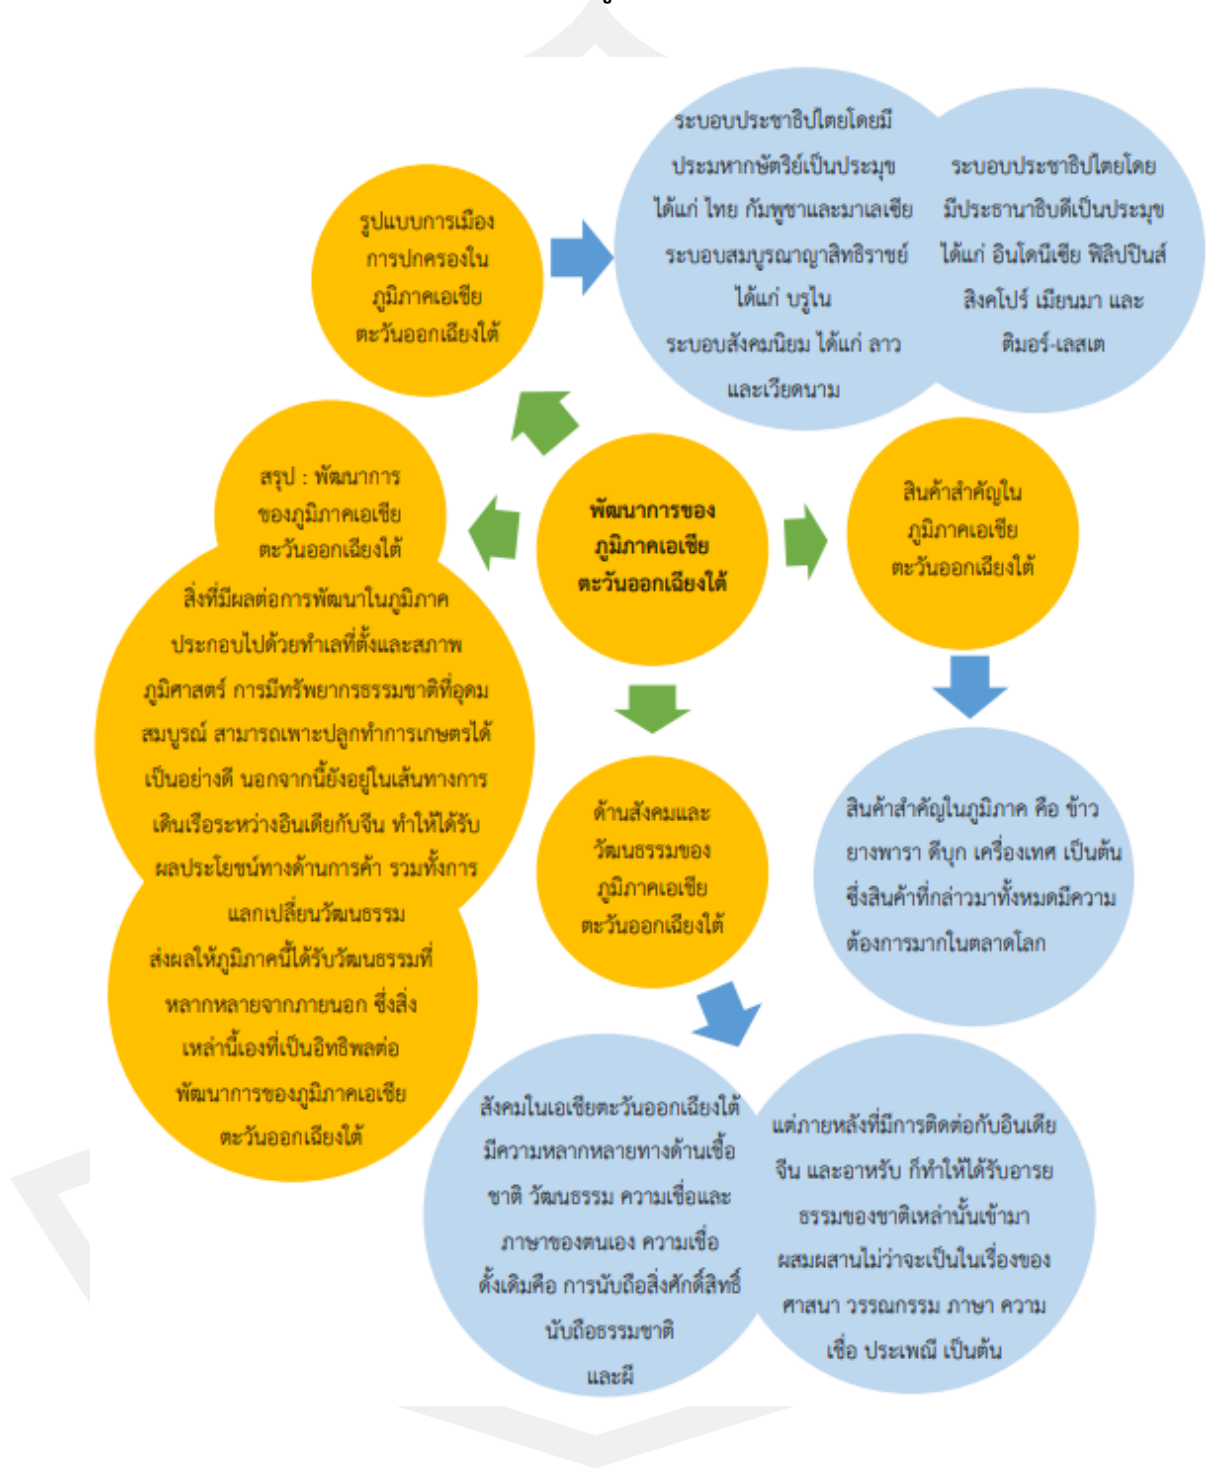 รูปแบบการเมือง
การปกครองใน
ภูมิภาคเอเชีย
ตะวันออกเฉียงใต้
ระบอบประชาธิปไตยโดยมี
ประมหากษัตริย์เป็นประมุข
ได้แก่ ไทย กัมพูชาและมาเลเซีย
ระบอบสมบูรณาญาสิทธิราชย์
ได้แก่ บรูไน
ระบอบสังคมนิยม ได้แก่ ลาว
และเวียดนาม
ระบอบประชาธิปไตยโดย
มีประธานาธิบดีเป็นประมุข
ได้แก่ อินโดนีเซีย ฟิลิปปินส์
สิงคโปร์ เมียนมา และ
ติมอร์-เลสเต
พัฒนาการของ
ภูมิภาคเอเชีย
ตะวันออกเฉียงใต้
สินค้าสำคัญใน
ภูมิภาคเอเชีย
ตะวันออกเฉียงใต้
สินค้าสำคัญในภูมิภาค คือ ข้าว
ยางพารา ดีบุก เครื่องเทศ เป็นต้น
ซึ่งสินค้าที่กล่าวมาทั้งหมดมีความ
ต้องการมากในตลาดโลก
สรุป : พัฒนาการ
ของภูมิภาคเอเชีย
ตะวันออกเฉียงใต้
สิ่งที่มีผลต่อการพัฒนาในภูมิภาค
ประกอบไปด้วยทำเลที่ตั้งและสภาพ
ภูมิศาสตร์ การมีทรัพยากรธรรมชาติที่อุดม
สมบูรณ์ สามารถเพาะปลูกทำการเกษตรได้
เป็นอย่างดี นอกจากนี้ยังอยู่ในเส้นทางการ
เดินเรือระหว่างอินเดียกับจีน ทำให้ได้รับ
ผลประโยชน์ทางด้านการค้า รวมทั้งการ
แลกเปลี่ยนวัฒนธรรม
ส่งผลให้ภูมิภาคนี้ได้รับวัฒนธรรมที่
หลากหลายจากภายนอก ซึ่งสิ่ง
เหล่านี้เองที่เป็นอิทธิพลต่อ
พัฒนาการของภูมิภาคเอเชีย
ตะวันออกเฉียงใต้
ด้านสังคมและ
วัฒนธรรมของ
ภูมิภาคเอเชีย
ตะวันออกเฉียงใต้
สังคมในเอเชียตะวันออกเฉียงใต้
มีความหลากหลายทางด้านเชื้อ
ชาติ วัฒนธรรม ความเชื่อและ
ภาษาของตนเอง ความเชื่อ
ดั้งเดิมคือ การนับถือสิ่งศักดิ์สิทธิ์
นับถือธรรมชาติ
และผี
แต่ภายหลังที่มีการติดต่อกับอินเดีย
จีน และอาหรับ ก็ทำให้ได้รับอารย
ธรรมของชาติเหล่านั้นเข้ามา
ผสมผสานไม่ว่าจะเป็นในเรื่องของ
ศาสนา วรรณกรรม ภาษา ความ
เชื่อ ประเพณี เป็นต้น